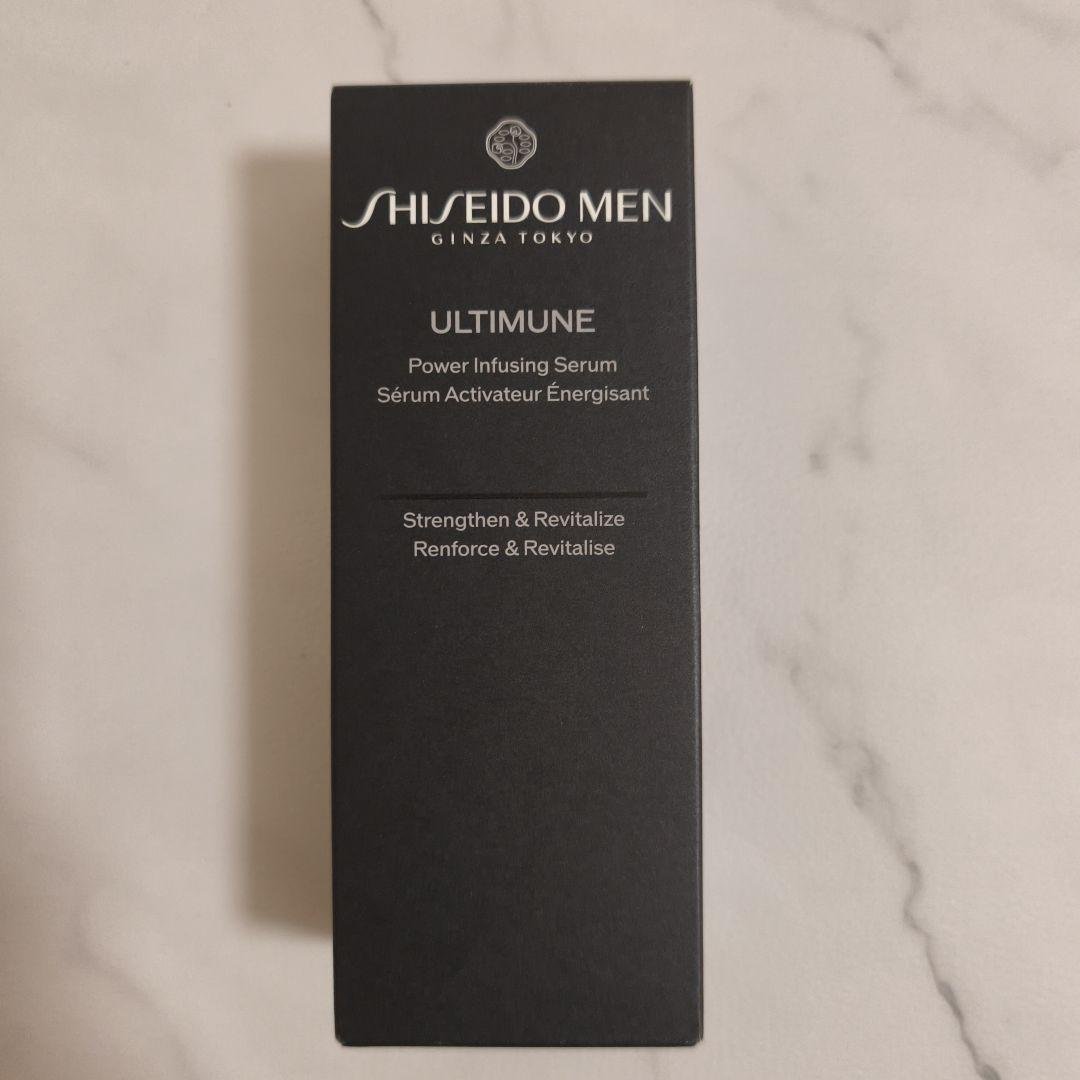 SHISEIDO MEN
GINZA TOKYO
ULTIMUNE
Power Infusing Serum
Sérum Activateur Énergisant
Strengthen & Revitalize
Renforce & Revitalise